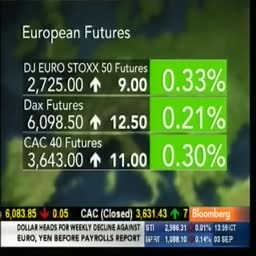 European Futures
DJ EURO STOXX 50 Futures
2,725.00 ↑ 9.00 0.33%
Dax Futures
6,098.50 ↑ 12.50 0.21%
CAC 40 Futures
3,643.00 ↑ 11.00 0.30%
6,083.85 0.05 CAC (Closed) 3,631.43 ↑ 7 Bloomberg
DOLLAR HEADS FOR WEEKLY DECLINE AGAINST STI 2,988.31 0.01% 13:59
EURO, YEN BEFORE PAYROLLS REPORT 1,088.10 0.14% 03 SEP